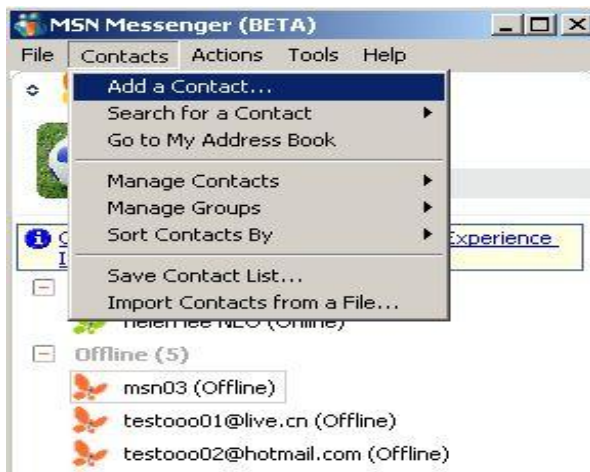 MSN Messenger (BETA)
File Contacts Actions Tools Help
Add a Contact...
Search for a Contact
Go to My Address Book
Manage Contacts
Manage Groups
Sort Contacts By
Experience
Save Contact List...
Import Contacts from a File...
NEO (Online)
Offline (5)
msn03 (Offline)
testooo01@live.cn (Offline)
testooo02@hotmail.com (Offline)